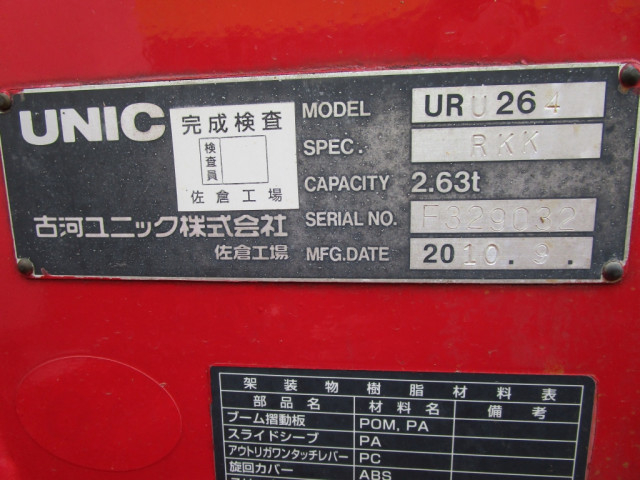 UNIC
完成検査
検査員
佐倉工場
古河ユニック株式会社
佐倉工場
MODEL URU264
SPEC. RKK
CAPACITY 2.63t
SERIAL NO. F329032
MFG.DATE 2010.9.
架装物樹脂材料表
部品名 材料名 備考
ブーム摺動板 POM, PA
スライドシーブ PA
アウトリガワンタッチレバー PC
旋回カバー ABS